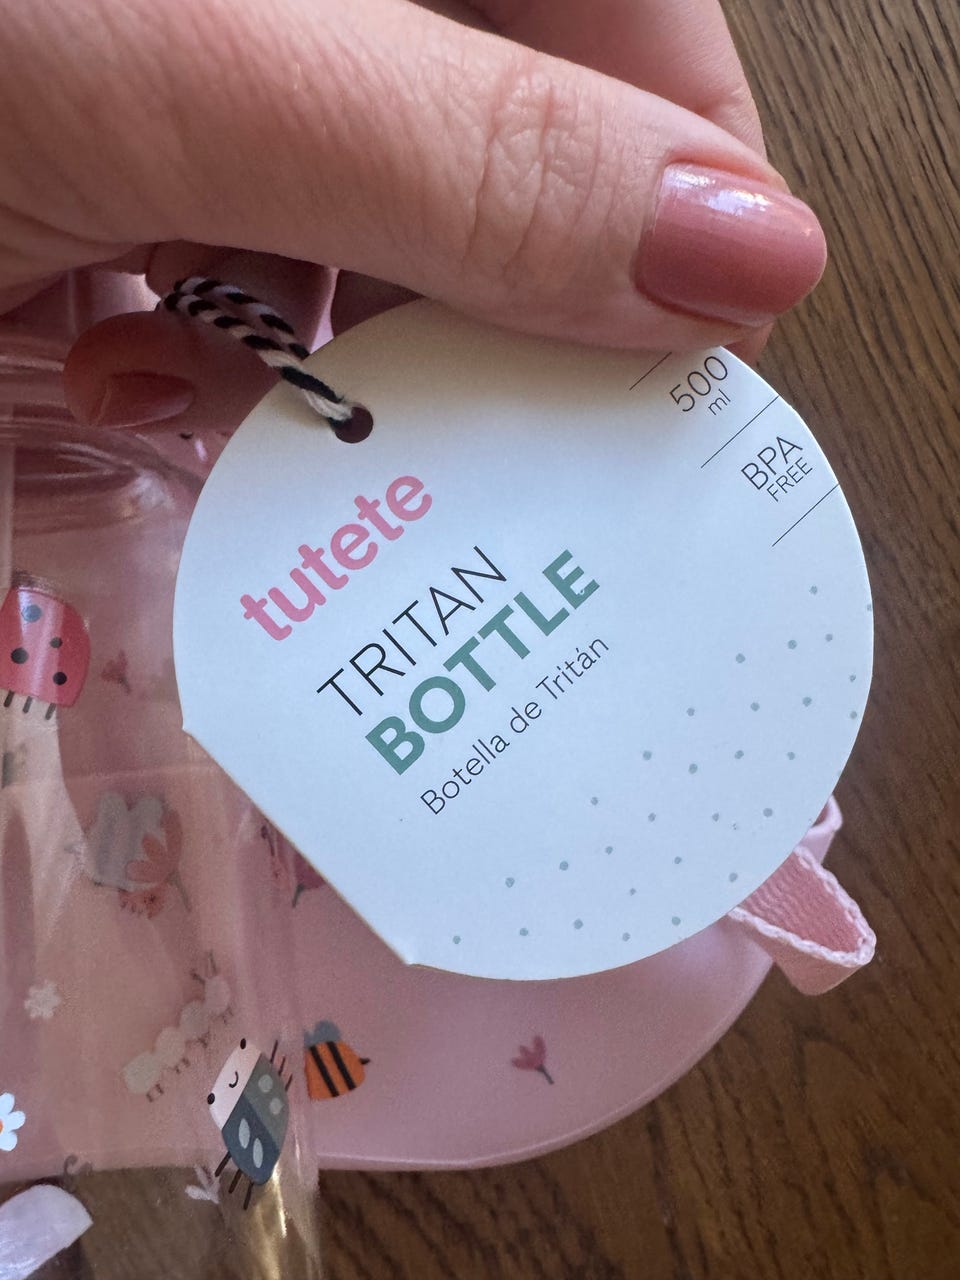 500
ml
BPA
FREE
tutete
TRITAN
BOTTLE
Botella de Tritán